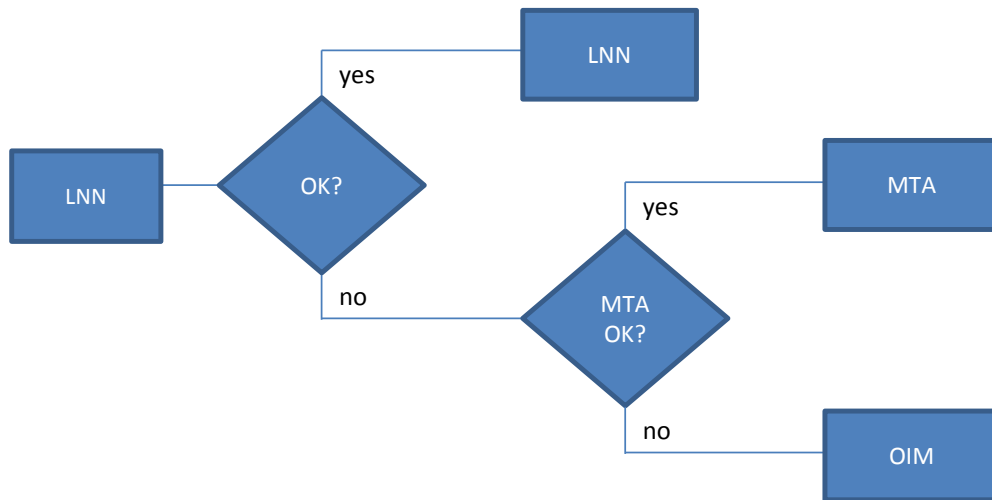 LNN
yes
LNN
OK?
MTA
yes
no
MTA
OK?
no
OIM